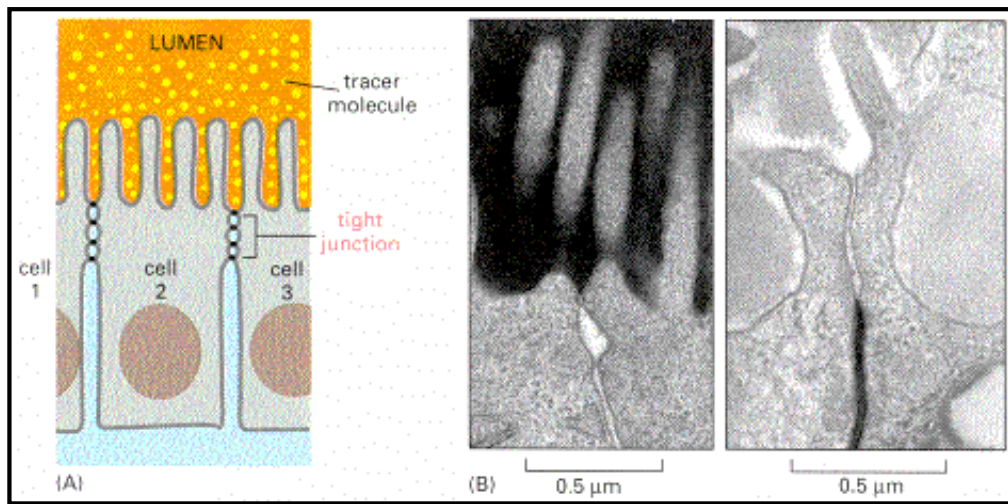 LUMEN
tracer
molecule
tight
junction
cell
1
cell
2
cell
3
(A)
(B)
0.5 µm
0.5 µm